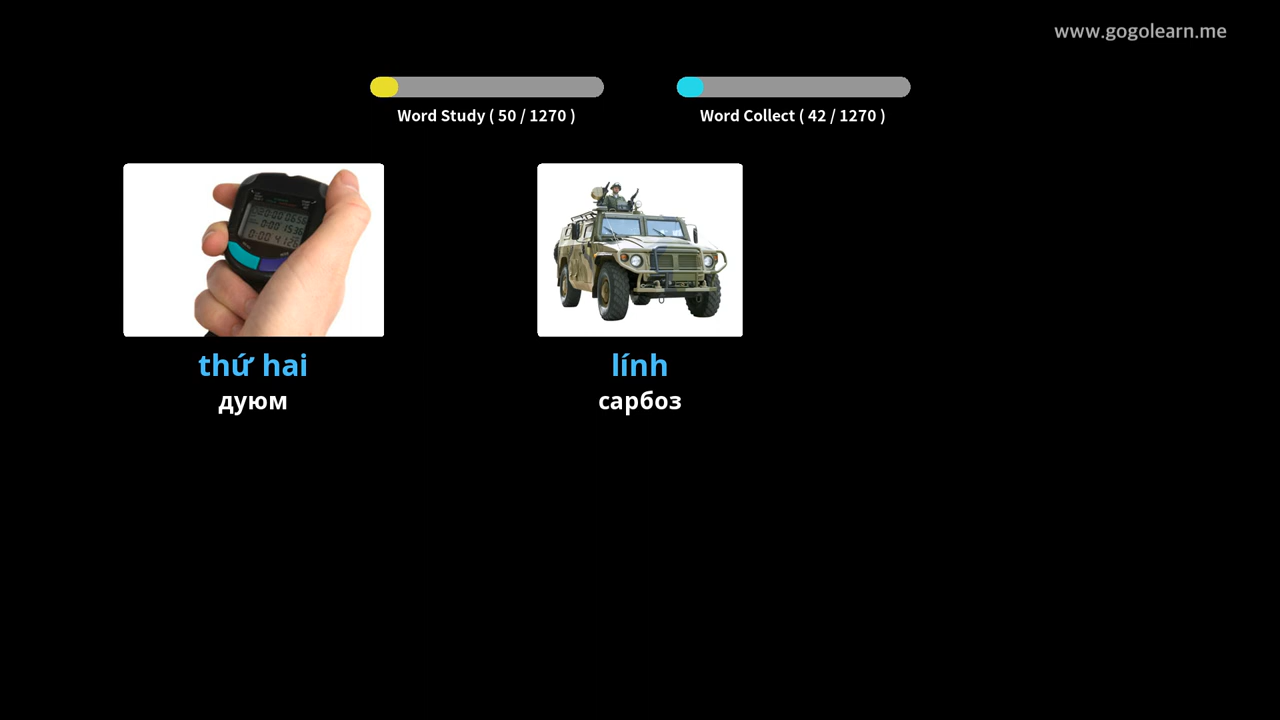 www.gogolearn.me
Word Study ( 50 / 1270 )
Word Collect ( 42 / 1270 )
thứ hai
дуюм
lính
сарбоз